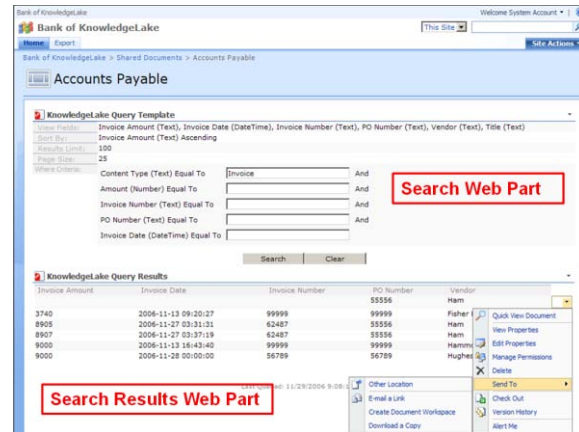 Bank of KnowledgeLake
Welcome System Account
Bank of KnowledgeLake
This Site
Home Export
Site Actions
Bank of KnowledgeLake > Shared Documents > Accounts Payable
Accounts Payable
KnowledgeLake Query Template
View Fields: Invoice Amount (Text), Invoice Date (DateTime), Invoice Number (Text), PO Number (Text), Vendor (Text), Title (Text)
Sort By: Invoice Amount (Text) Ascending
Results Limit: 100
Page Size: 25
Where Criteria:
Content Type (Text) Equal To Invoice And
Amount (Number) Equal To And
Invoice Number (Text) Equal To And
PO Number (Text) Equal To And
Invoice Date (DateTime) Equal To
Search Web Part
Search Clear
KnowledgeLake Query Results
Invoice Amount Invoice Date Invoice Number PO Number Vendor
55556 Ham
3740 2006-11-13 09:20:27 99999 99999 Fisher
8905 2006-11-27 03:31:31 62487 55556 Ham
8907 2006-11-27 03:37:19 62487 55556 Ham
9000 2006-11-13 16:43:40 99999 99999 Hamm
9000 2006-11-28 00:00:00 56789 56789 Hughes
Last Queried: 11/29/2006 9:08:1
Search Results Web Part
Quick View Document
View Properties
Edit Properties
Manage Permissions
Delete
Send To
Check Out
Version History
Alert Me
Other Location
E-mail a Link
Create Document Workspace
Download a Copy